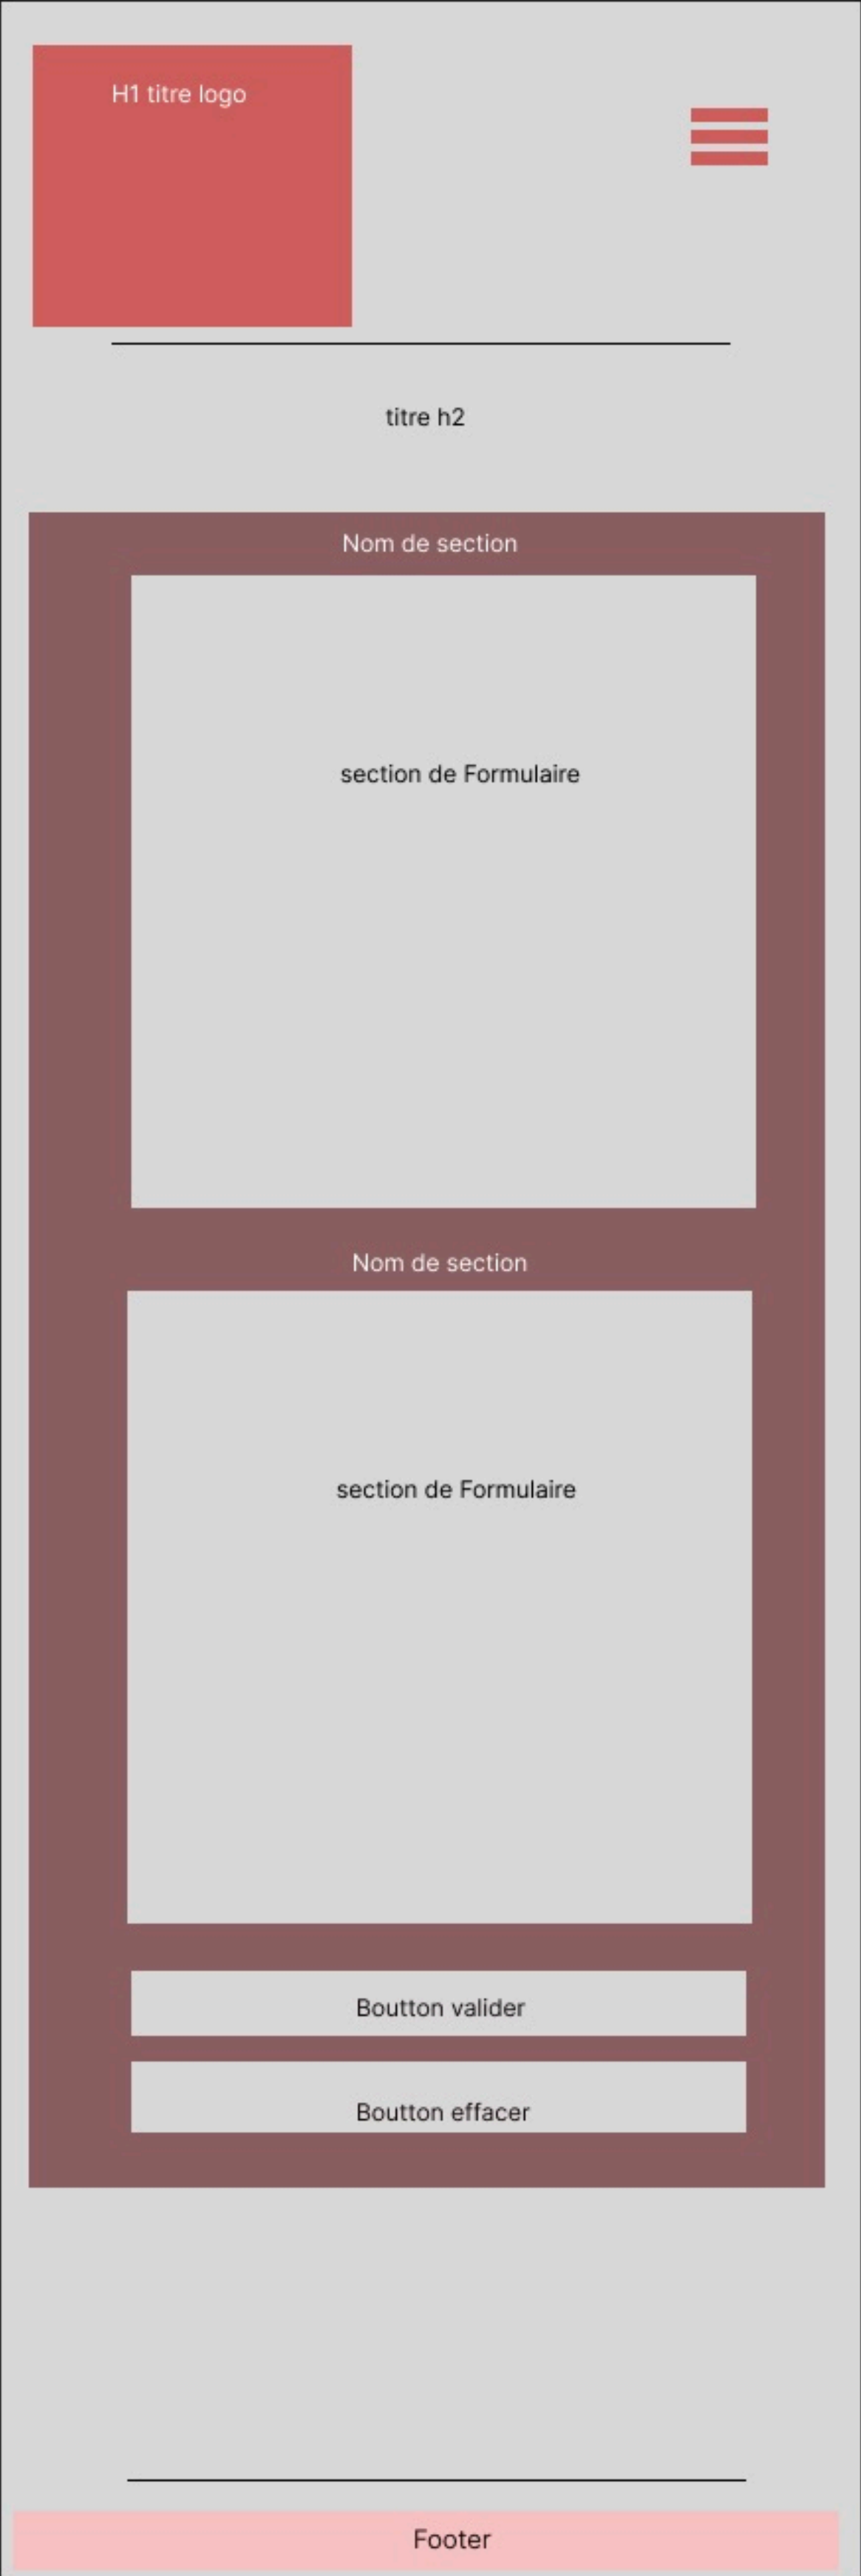 H1 titre logo
titre h2
Nom de section
section de Formulaire
Nom de section
section de Formulaire
Boutton valider
Boutton effacer
Footer